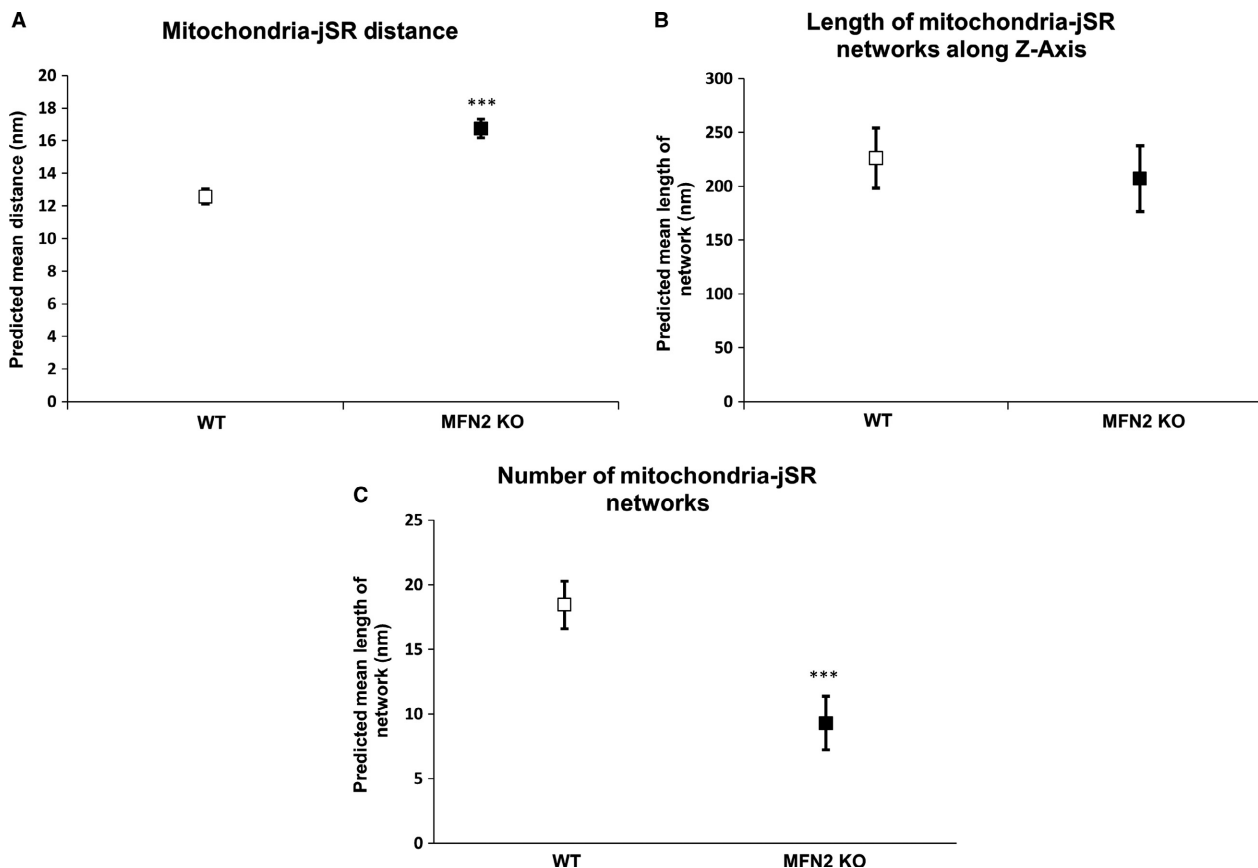 A
Mitochondria-jSR distance
Predicted mean distance (nm)
20
18
16
14
12
10
8
6
4
2
0
***
WT
MFN2 KO
B
Length of mitochondria-jSR
networks along Z-Axis
Predicted mean length of
network (nm)
300
250
200
150
100
50
0
WT
MFN2 KO
C
Number of mitochondria-jSR
networks
Predicted mean length of
network (nm)
25
20
15
10
5
0
***
WT
MFN2 KO